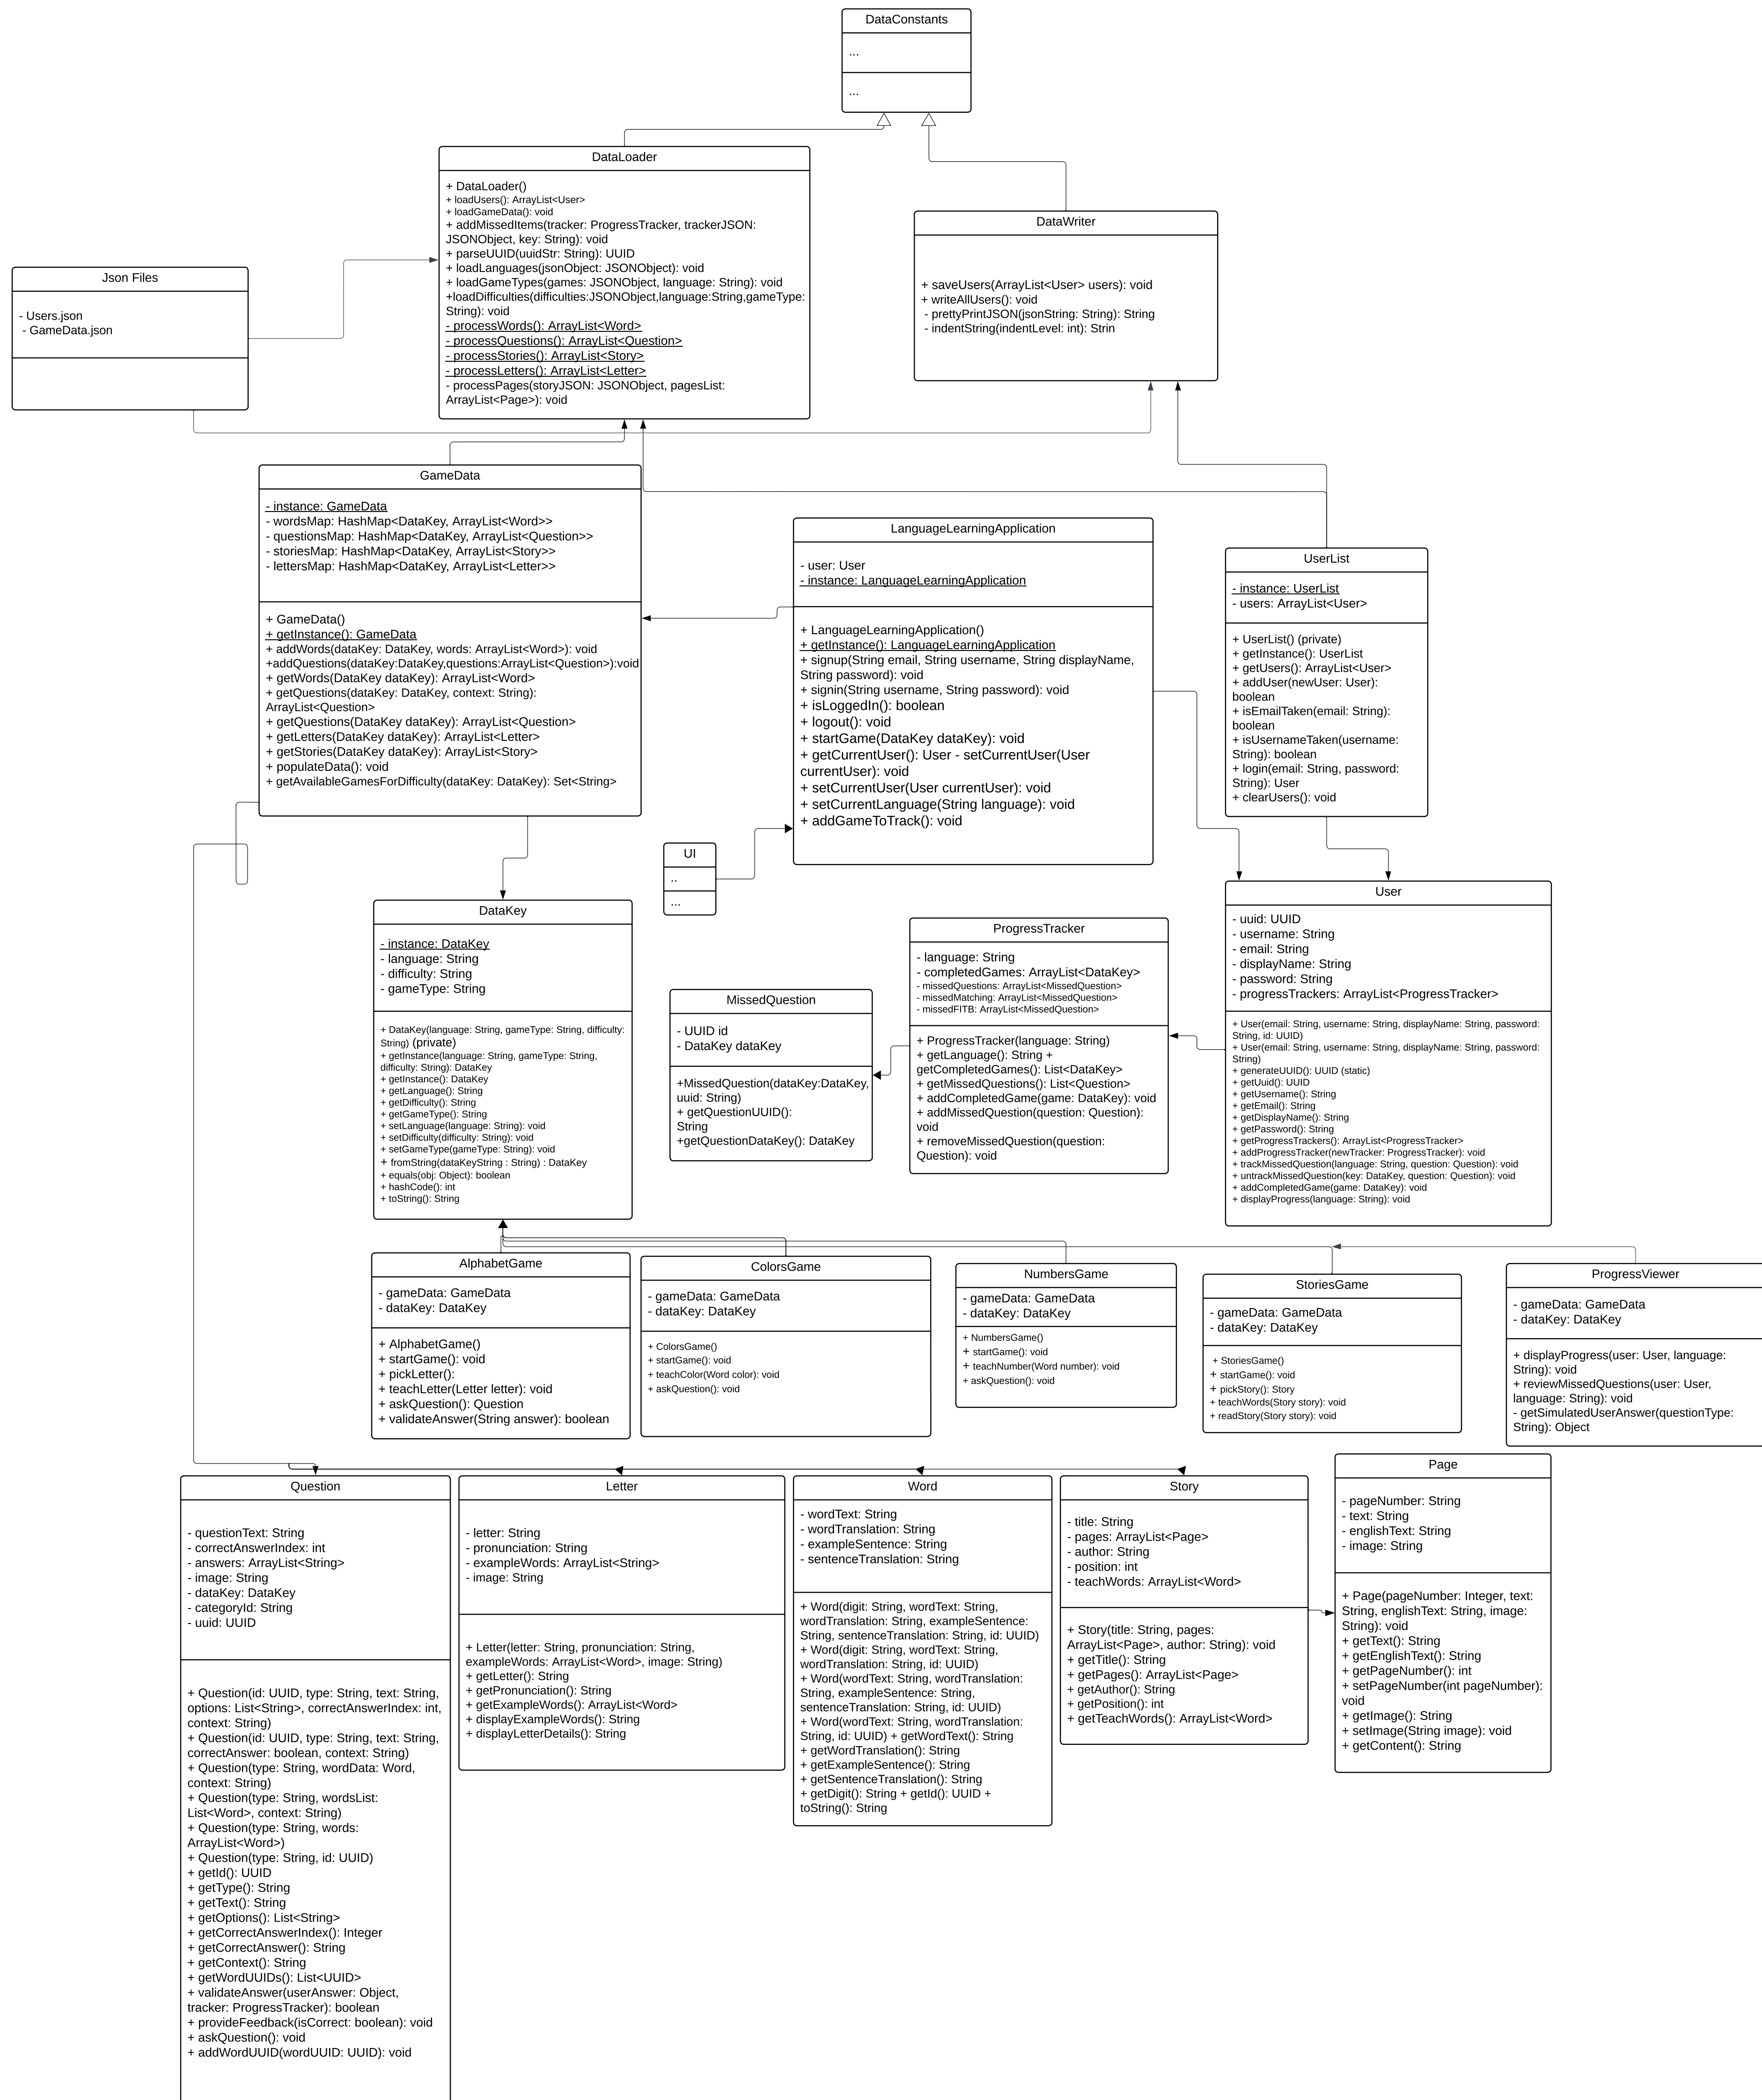 DataConstants
...
...
DataLoader
+ DataLoader()
+ loadUsers(): ArrayList<User>
+ loadGameData(): void
+ addMissedItems(tracker: ProgressTracker, trackerJSON:
JSONObject, key: String): void
+ parseUUID(uuidStr: String): UUID
+ loadLanguages(jsonObject: JSONObject): void
+ loadGameTypes(games: JSONObject, language: String): void
+loadDifficulties(difficulties:JSONObject,language:String,gameType:
String): void
- processWords(): ArrayList<Word>
- processQuestions(): ArrayList<Question>
- processStories(): ArrayList<Story>
- processLetters(): ArrayList<Letter>
- processPages(storyJSON: JSONObject, pagesList:
ArrayList<Page>): void
DataWriter
+ saveUsers(ArrayList<User> users): void
+ writeAllUsers(): void
- prettyPrintJSON(jsonString: String): String
- indentString(indentLevel: int): Strin
Json Files
- Users.json
- GameData.json
GameData
- instance: GameData
- wordsMap: HashMap<DataKey, ArrayList<Word>>
- questionsMap: HashMap<DataKey, ArrayList<Question>>
- storiesMap: HashMap<DataKey, ArrayList<Story>>
- lettersMap: HashMap<DataKey, ArrayList<Letter>>
+ GameData()
+ getInstance(): GameData
+ addWords(dataKey: DataKey, words: ArrayList<Word>): void
+addQuestions(dataKey:DataKey,questions:ArrayList<Question>):void
+ getWords(DataKey dataKey): ArrayList<Word>
+ getQuestions(dataKey: DataKey, context: String):
ArrayList<Question>
+ getQuestions(DataKey dataKey): ArrayList<Question>
+ getLetters(DataKey dataKey): ArrayList<Letter>
+ getStories(DataKey dataKey): ArrayList<Story>
+ populateData(): void
+ getAvailableGamesForDifficulty(dataKey: DataKey): Set<String>
LanguageLearningApplication
- user: User
- instance: LanguageLearningApplication
+ LanguageLearningApplication()
+ getInstance(): LanguageLearningApplication
+ signup(String email, String username, String displayName,
String password): void
+ signin(String username, String password): void
+ isLoggedIn(): boolean
+ logout(): void
+ startGame(DataKey dataKey): void
+ getCurrentUser(): User - setCurrentUser(User
currentUser): void
+ setCurrentUser(User currentUser): void
+ setCurrentLanguage(String language): void
+ addGameToTrack(): void
UserList
- instance: UserList
- users: ArrayList<User>
+ UserList() (private)
+ getInstance(): UserList
+ getUsers(): ArrayList<User>
+ addUser(newUser: User):
boolean
+ isEmailTaken(email: String):
boolean
+ isUsernameTaken(username:
String): boolean
+ login(email: String, password:
String): User
+ clearUsers(): void
UI
..
...
DataKey
- instance: DataKey
- language: String
- difficulty: String
- gameType: String
+ DataKey(language: String, gameType: String, difficulty:
String) (private)
+ getInstance(language: String, gameType: String,
difficulty: String): DataKey
+ getInstance(): DataKey
+ getLanguage(): String
+ getDifficulty(): String
+ getGameType(): String
+ setLanguage(language: String): void
+ setDifficulty(difficulty: String): void
+ setGameType(gameType: String): void
+ fromString(dataKeyString : String) : DataKey
+ equals(obj: Object): boolean
+ hashCode(): int
+ toString(): String
MissedQuestion
- UUID id
- DataKey dataKey
+MissedQuestion(dataKey:DataKey,
uuid: String)
+ getQuestionUUID():
String
+getQuestionDataKey(): DataKey
ProgressTracker
- language: String
- completedGames: ArrayList<DataKey>
- missedQuestions: ArrayList<MissedQuestion>
- missedMatching: ArrayList<MissedQuestion>
- missedFITB: ArrayList<MissedQuestion>
+ ProgressTracker(language: String)
+ getLanguage(): String +
getCompletedGames(): List<DataKey>
+ getMissedQuestions(): List<Question>
+ addCompletedGame(game: DataKey): void
+ addMissedQuestion(question: Question):
void
+ removeMissedQuestion(question:
Question): void
User
- uuid: UUID
- username: String
- email: String
- displayName: String
- password: String
- progressTrackers: ArrayList<ProgressTracker>
+ User(email: String, username: String, displayName: String, password:
String, id: UUID)
+ User(email: String, username: String, displayName: String, password:
String)
+ generateUUID(): UUID (static)
+ getUuid(): UUID
+ getUsername(): String
+ getEmail(): String
+ getDisplayName(): String
+ getPassword(): String
+ getProgressTrackers(): ArrayList<ProgressTracker>
+ addProgressTracker(newTracker: ProgressTracker): void
+ trackMissedQuestion(language: String, question: Question): void
+ untrackMissedQuestion(key: DataKey, question: Question): void
+ addCompletedGame(game: DataKey): void
+ displayProgress(language: String): void
AlphabetGame
- gameData: GameData
- dataKey: DataKey
+ AlphabetGame()
+ startGame(): void
+ pickLetter():
+ teachLetter(Letter letter): void
+ askQuestion(): Question
+ validateAnswer(String answer): boolean
ColorsGame
- gameData: GameData
- dataKey: DataKey
+ ColorsGame()
+ startGame(): void
+ teachColor(Word color): void
+ askQuestion(): void
NumbersGame
- gameData: GameData
- dataKey: DataKey
+ NumbersGame()
+ startGame(): void
+ teachNumber(Word number): void
+ askQuestion(): void
StoriesGame
- gameData: GameData
- dataKey: DataKey
+ StoriesGame()
+ startGame(): void
+ pickStory(): Story
+ teachWords(Story story): void
+ readStory(Story story): void
ProgressViewer
- gameData: GameData
- dataKey: DataKey
+ displayProgress(user: User, language:
String): void
+ reviewMissedQuestions(user: User,
language: String): void
- getSimulatedUserAnswer(questionType:
String): Object
Question
- questionText: String
- correctAnswerIndex: int
- answers: ArrayList<String>
- image: String
- dataKey: DataKey
- categoryId: String
- uuid: UUID
+ Question(id: UUID, type: String, text: String,
options: List<String>, correctAnswerIndex: int,
context: String)
+ Question(id: UUID, type: String, text: String,
correctAnswer: boolean, context: String)
+ Question(type: String, wordData: Word,
context: String)
+ Question(type: String, wordsList:
List<Word>, context: String)
+ Question(type: String, words:
ArrayList<Word>)
+ Question(type: String, id: UUID)
+ getId(): UUID
+ getType(): String
+ getText(): String
+ getOptions(): List<String>
+ getCorrectAnswerIndex(): Integer
+ getCorrectAnswer(): String
+ getContext(): String
+ getWordUUIDs(): List<UUID>
+ validateAnswer(userAnswer: Object,
tracker: ProgressTracker): boolean
+ provideFeedback(isCorrect: boolean): void
+ askQuestion(): void
+ addWordUUID(wordUUID: UUID): void
Letter
- letter: String
- pronunciation: String
- exampleWords: ArrayList<String>
- image: String
+ Letter(letter: String, pronunciation: String,
exampleWords: ArrayList<Word>, image: String)
+ getLetter(): String
+ getPronunciation(): String
+ getExampleWords(): ArrayList<Word>
+ displayExampleWords(): String
+ displayLetterDetails(): String
Word
- wordText: String
- wordTranslation: String
- exampleSentence: String
- sentenceTranslation: String
+ Word(digit: String, wordText: String,
wordTranslation: String, exampleSentence:
String, sentenceTranslation: String, id: UUID)
+ Word(digit: String, wordText: String,
wordTranslation: String, id: UUID)
+ Word(wordText: String, wordTranslation:
String, exampleSentence: String,
sentenceTranslation: String, id: UUID)
+ Word(wordText: String, wordTranslation:
String, id: UUID) + getWordText(): String
+ getWordTranslation(): String
+ getExampleSentence(): String
+ getSentenceTranslation(): String
+ getDigit(): String + getId(): UUID +
toString(): String
Story
- title: String
- pages: ArrayList<Page>
- author: String
- position: int
- teachWords: ArrayList<Word>
+ Story(title: String, pages:
ArrayList<Page>, author: String): void
+ getTitle(): String
+ getPages(): ArrayList<Page>
+ getAuthor(): String
+ getPosition(): int
+ getTeachWords(): ArrayList<Word>
Page
- pageNumber: String
- text: String
- englishText: String
- image: String
+ Page(pageNumber: Integer, text:
String, englishText: String, image:
String): void
+ getText(): String
+ getEnglishText(): String
+ getPageNumber(): int
+ setPageNumber(int pageNumber):
void
+ getImage(): String
+ setImage(String image): void
+ getContent(): String